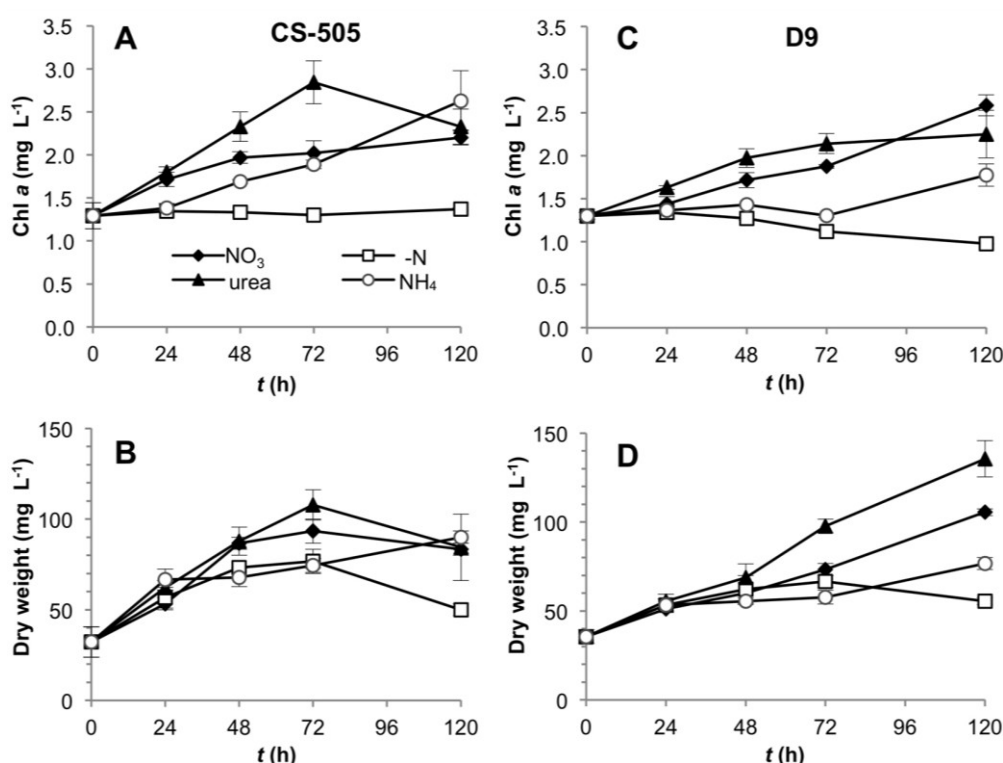 A
CS-505
Chl a (mg L⁻¹)
3.5
3.0
2.5
2.0
1.5
1.0
0.5
0.0
NO₃
-N
urea
NH₄
0 24 48 72 96 120
t (h)
C
D9
Chl a (mg L⁻¹)
3.5
3.0
2.5
2.0
1.5
1.0
0.5
0.0
0 24 48 72 96 120
t (h)
B
Dry weight (mg L⁻¹)
150
100
50
0
0 24 48 72 96 120
t (h)
D
Dry weight (mg L⁻¹)
150
100
50
0
0 24 48 72 96 120
t (h)